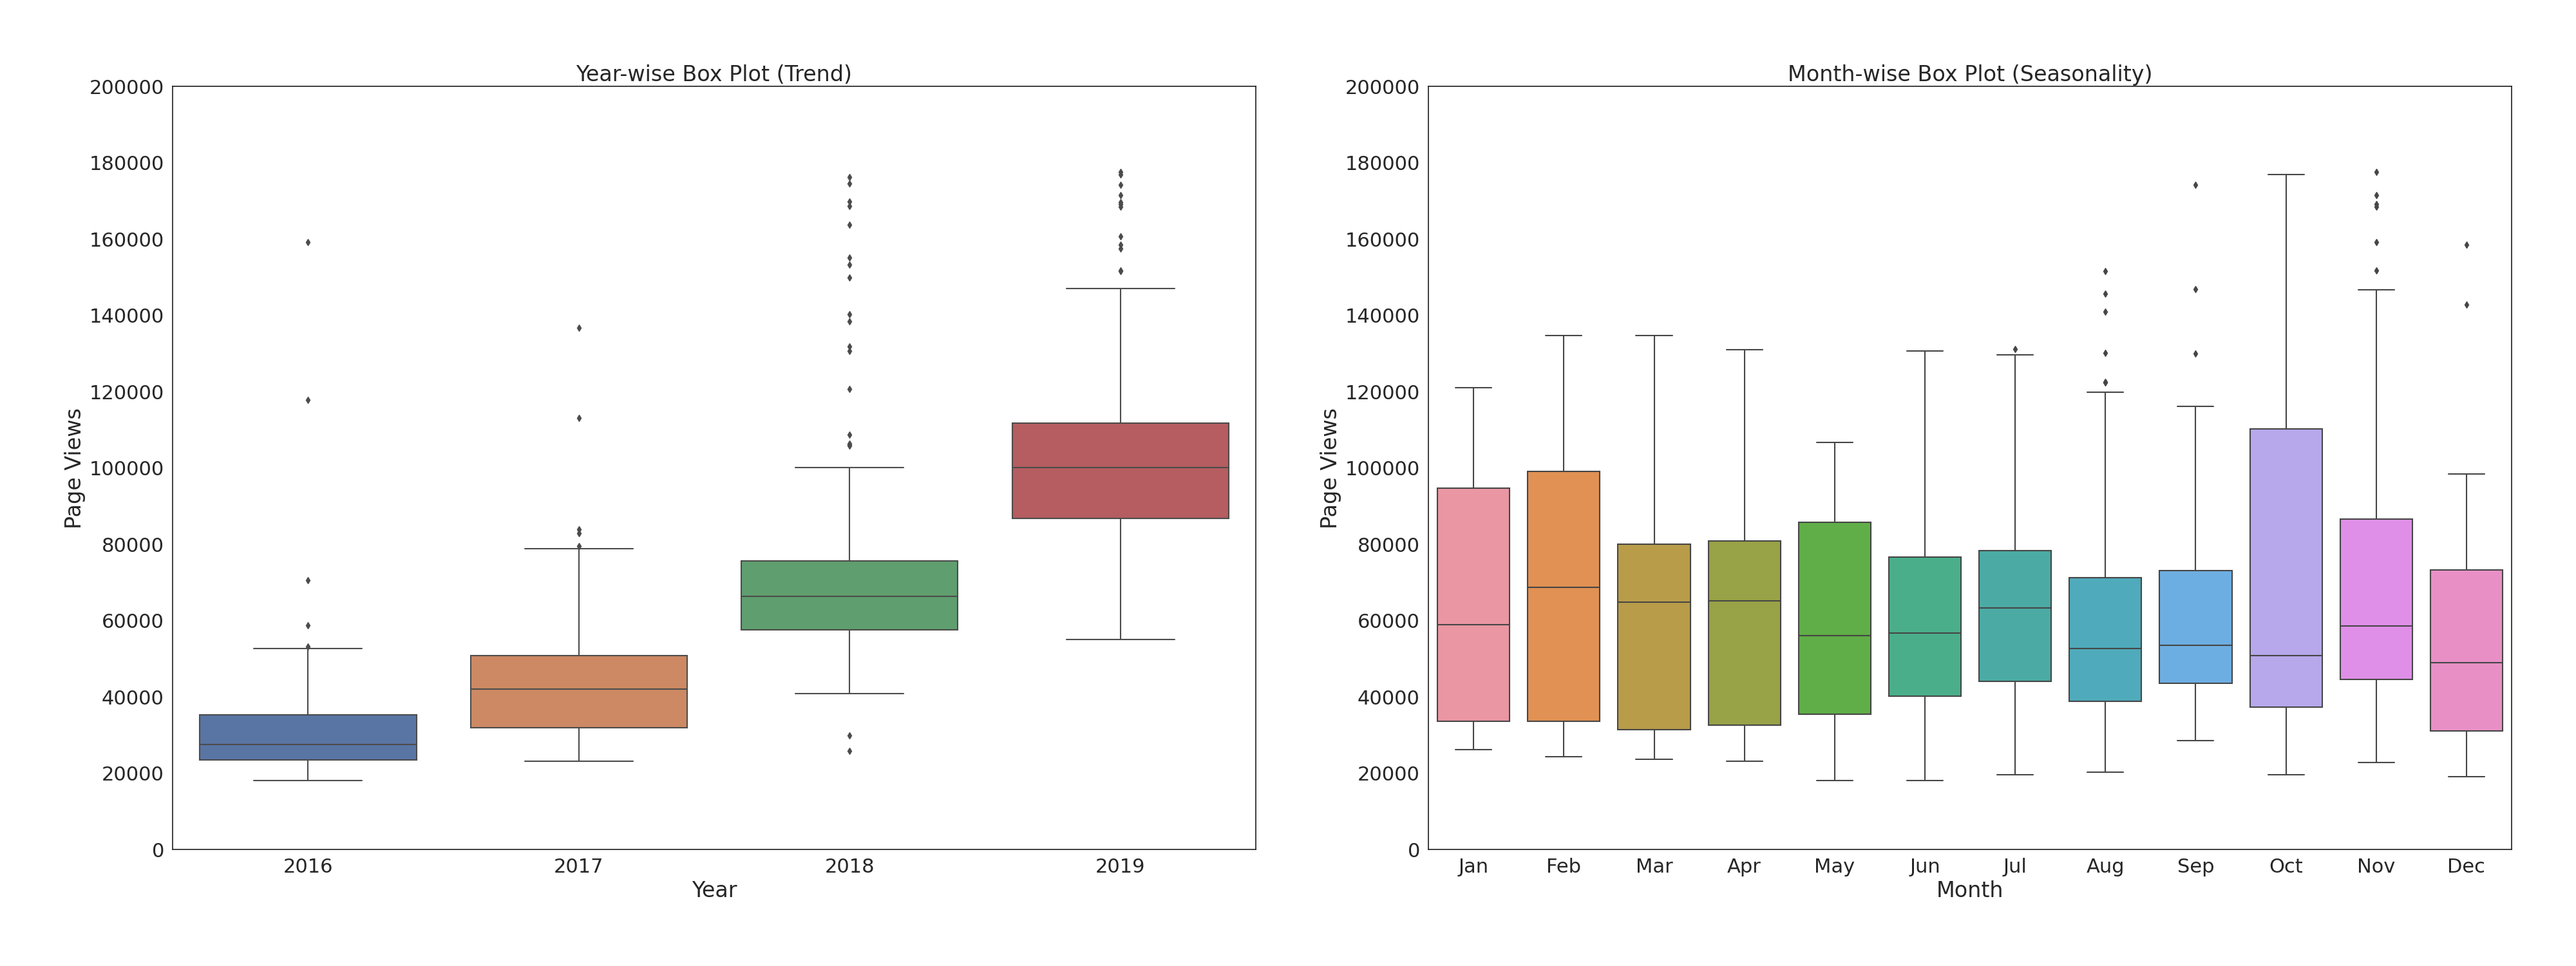 Year-wise Box Plot (Trend)
200000
180000
160000
140000
120000
100000
80000
60000
40000
20000
0
Page Views
2016 2017 2018 2019
Year
Month-wise Box Plot (Seasonality)
200000
180000
160000
140000
120000
100000
80000
60000
40000
20000
0
Page Views
Jan Feb Mar Apr May Jun Jul Aug Sep Oct Nov Dec
Month